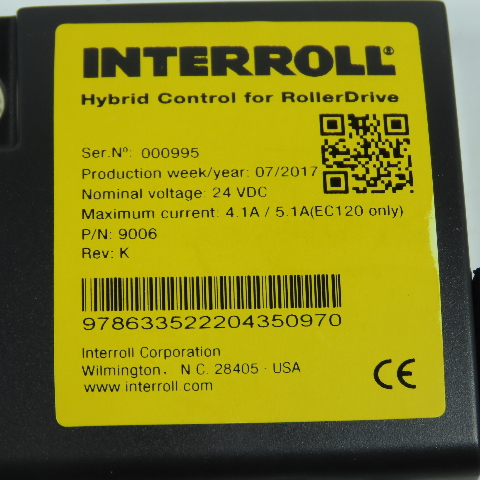 INTERROLL®
Hybrid Control for RollerDrive
Ser.Nº: 000995
Production week/year: 07/2017
Nominal voltage: 24 VDC
Maximum current: 4.1A / 5.1A(EC120 only)
P/N: 9006
Rev: K
978633522204350970
Interroll Corporation
Wilmington, N C. 28405 · USA
www.interroll.com
CE